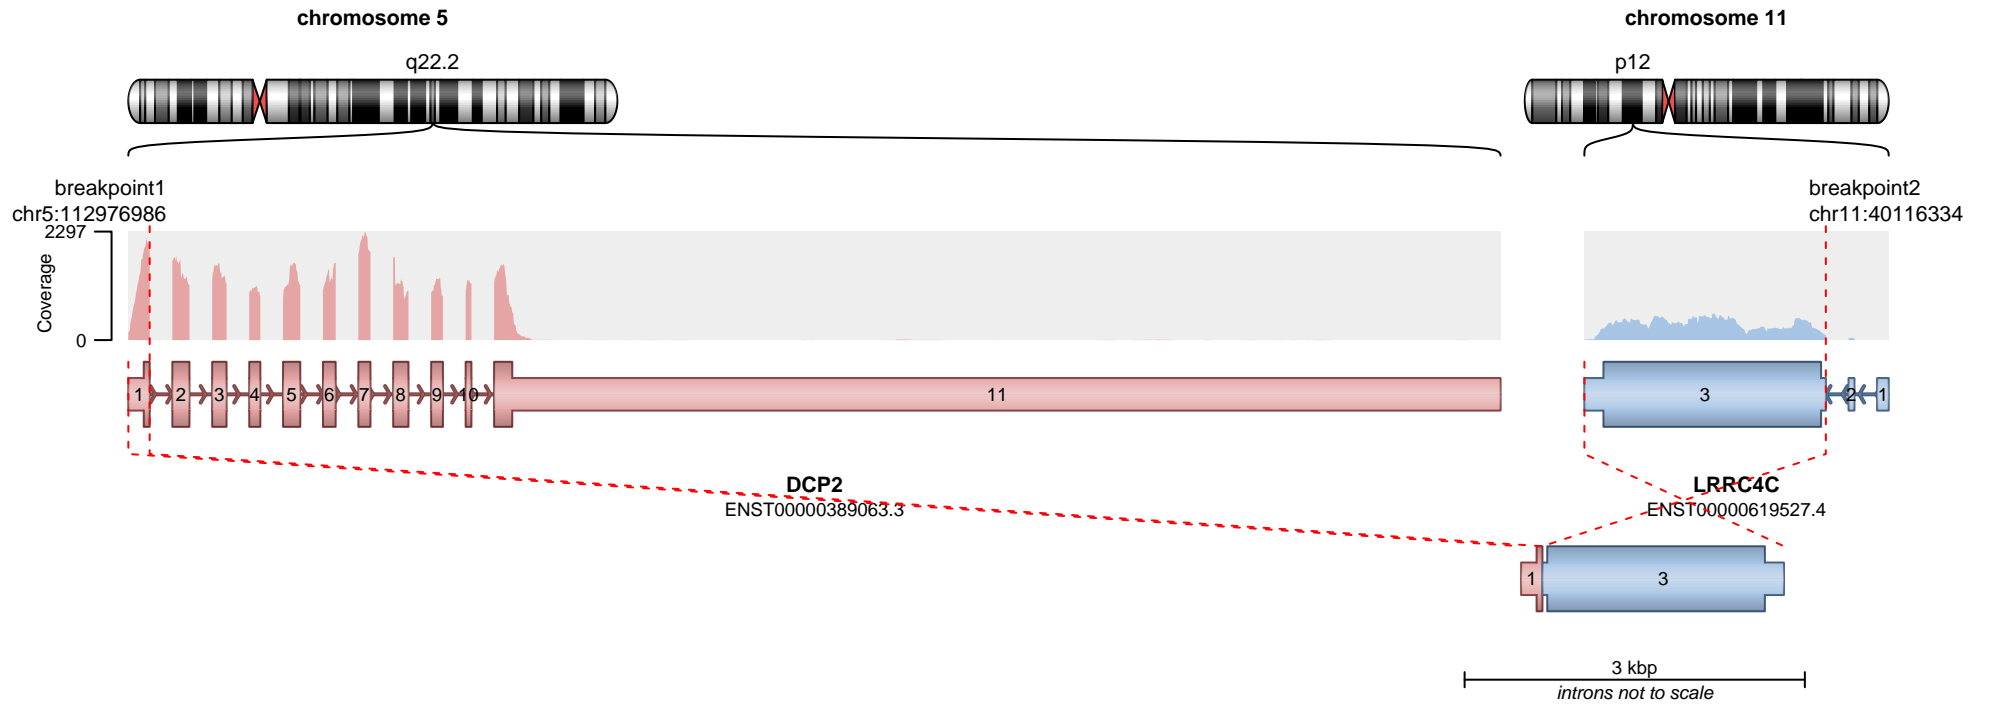 chromosome 5
chromosome 11
q22.2
p12
breakpoint1
chr5:112976986
breakpoint2
chr11:40116334
2297
Coverage
0
1 2 3 4 5 6 7 8 9 10 11
3 2 1
DCP2
ENST00000389063.3
LRRC4C
ENST00000619527.4
1 3
3 kbp
introns not to scale